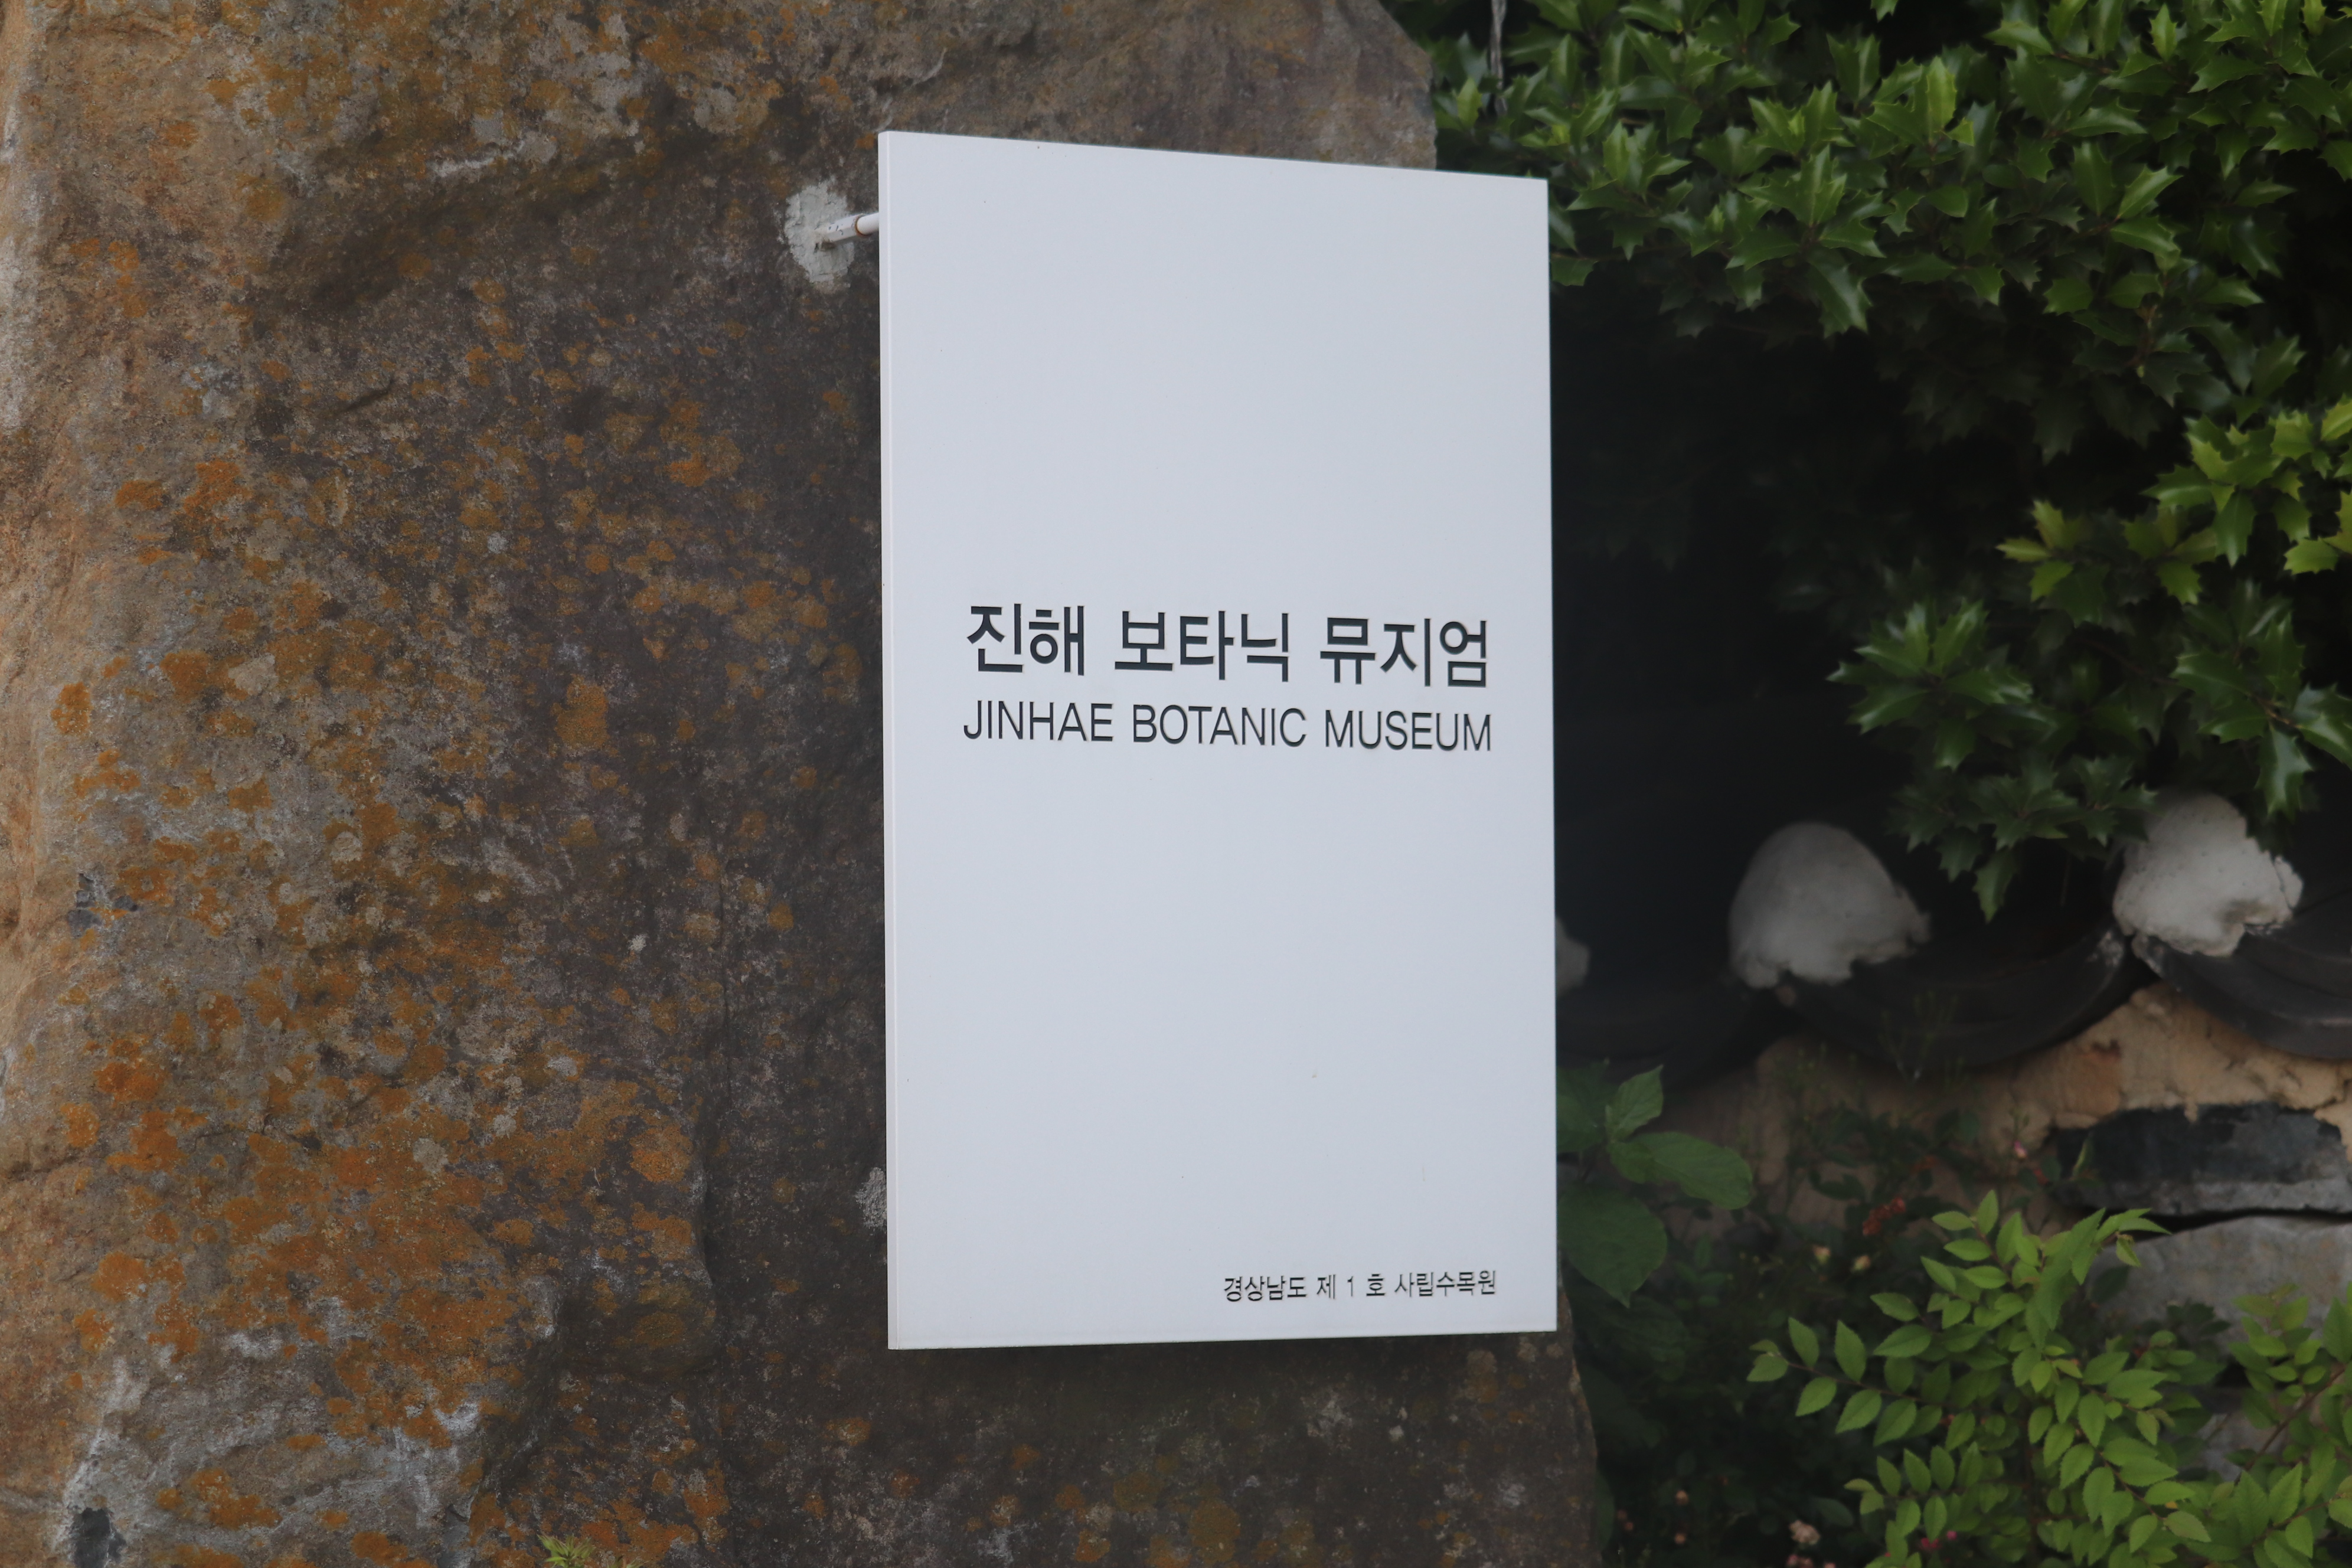 진해 보타닉 뮤지엄
JINHAE BOTANIC MUSEUM
경상남도 제 1 호 사립수목원